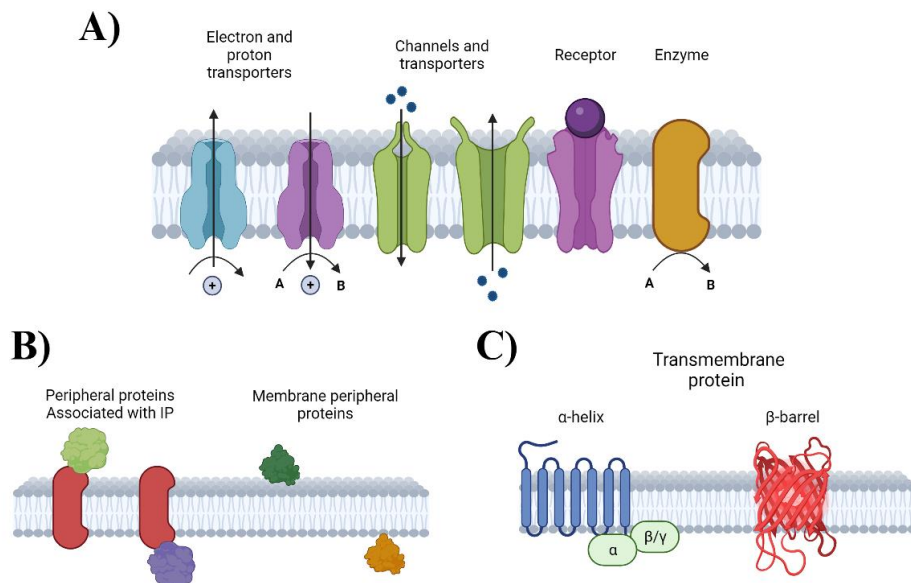 A)
Electron and
proton
transporters
Channels and
transporters
Receptor
Enzyme
+
A
+
B
A
B
B)
Peripheral proteins
Associated with IP
Membrane peripheral
proteins
C)
Transmembrane
protein
α-helix
β-barrel
α
β/γ